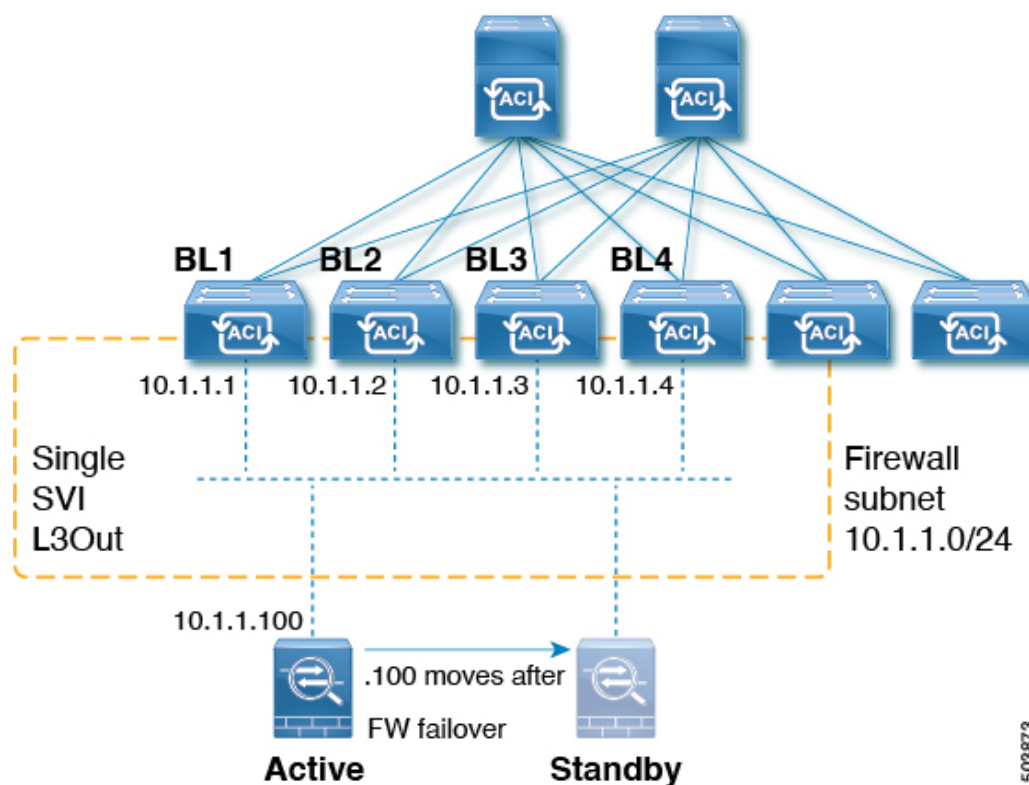 ACI ACI
BL1 BL2 BL3 BL4
ACI ACI ACI ACI ACI ACI
10.1.1.1 10.1.1.2 10.1.1.3 10.1.1.4
Single
SVI
L3Out
Firewall
subnet
10.1.1.0/24
10.1.1.100
.100 moves after
FW failover
Active Standby
503873